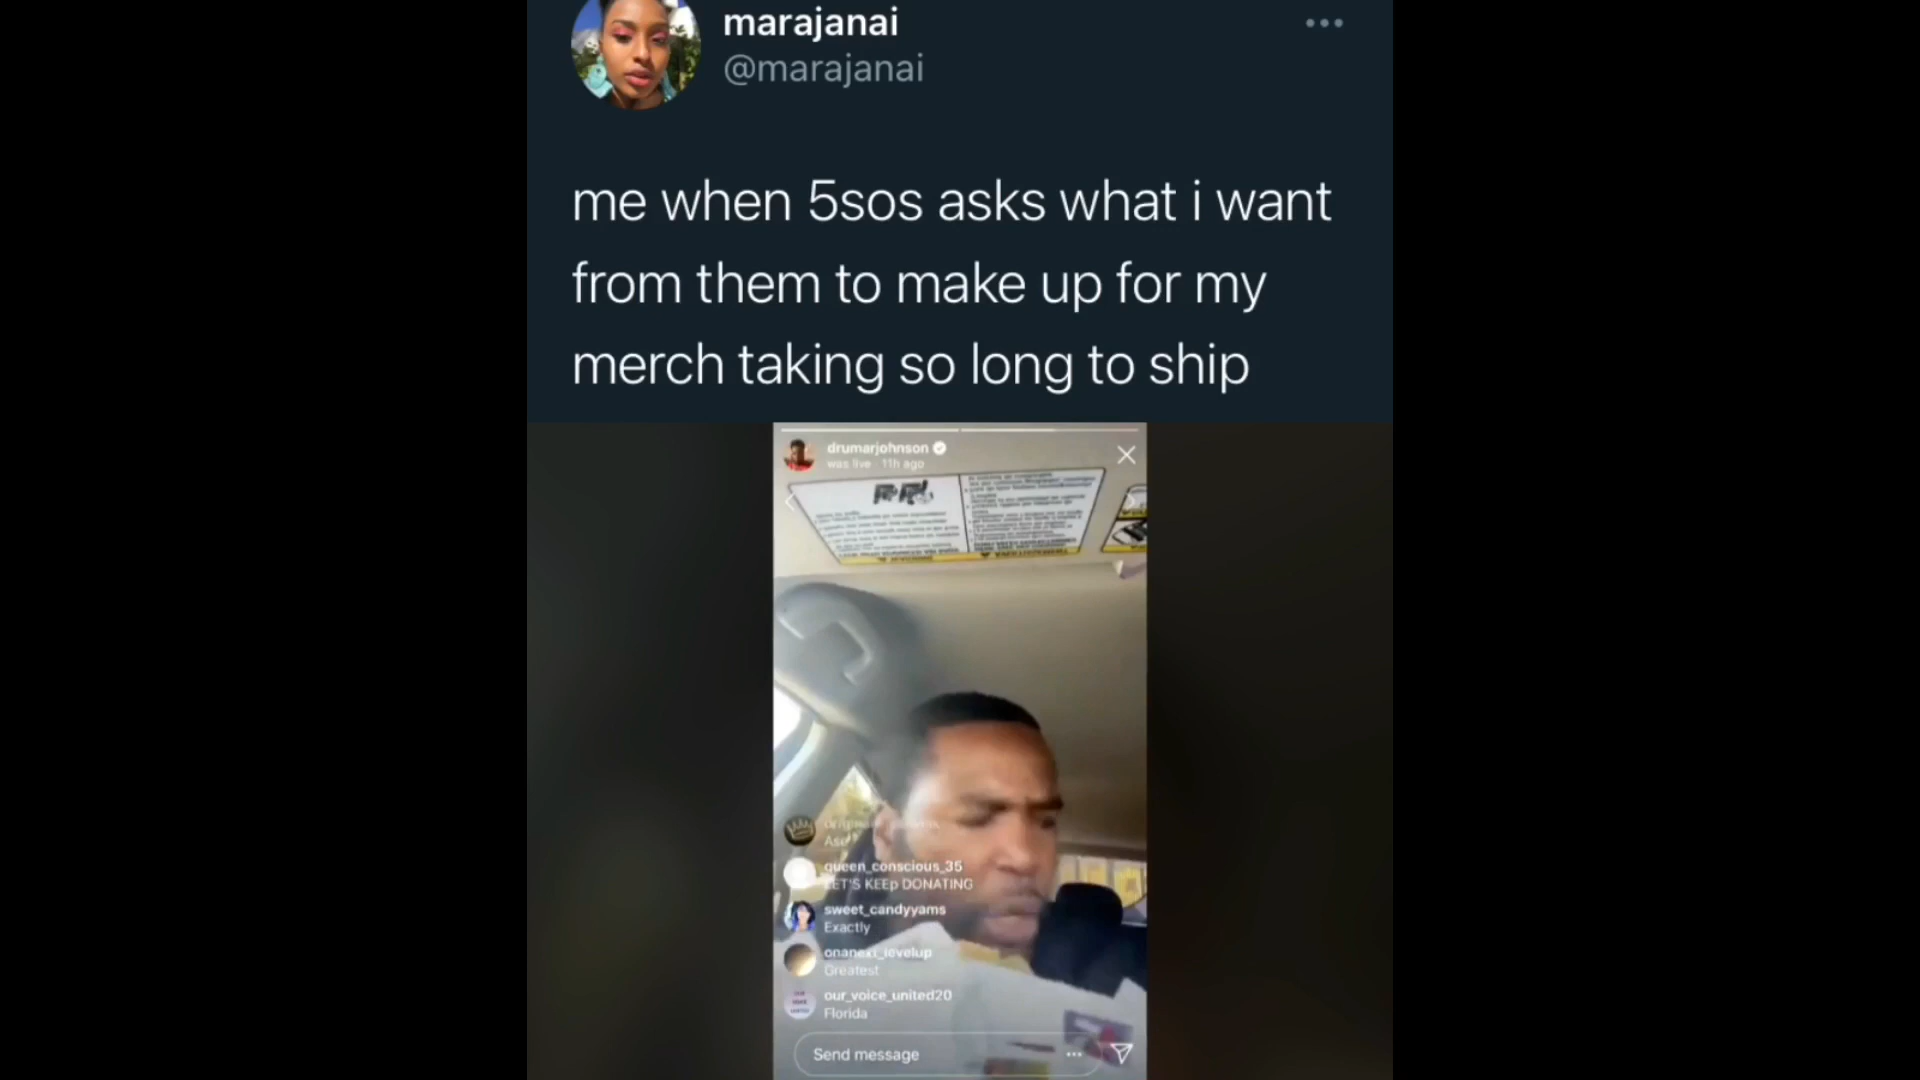 marajanai
@marajanai
me when 5sos asks what i want
from them to make up for my
merch taking so long to ship
drumarjohnson
was live · 11h ago
queen_conscious_35
LET'S KEEp DONATING
sweet_candyyams
Exactly
onanext_levelup
Greatest
our_voice_united20
Florida
Send message